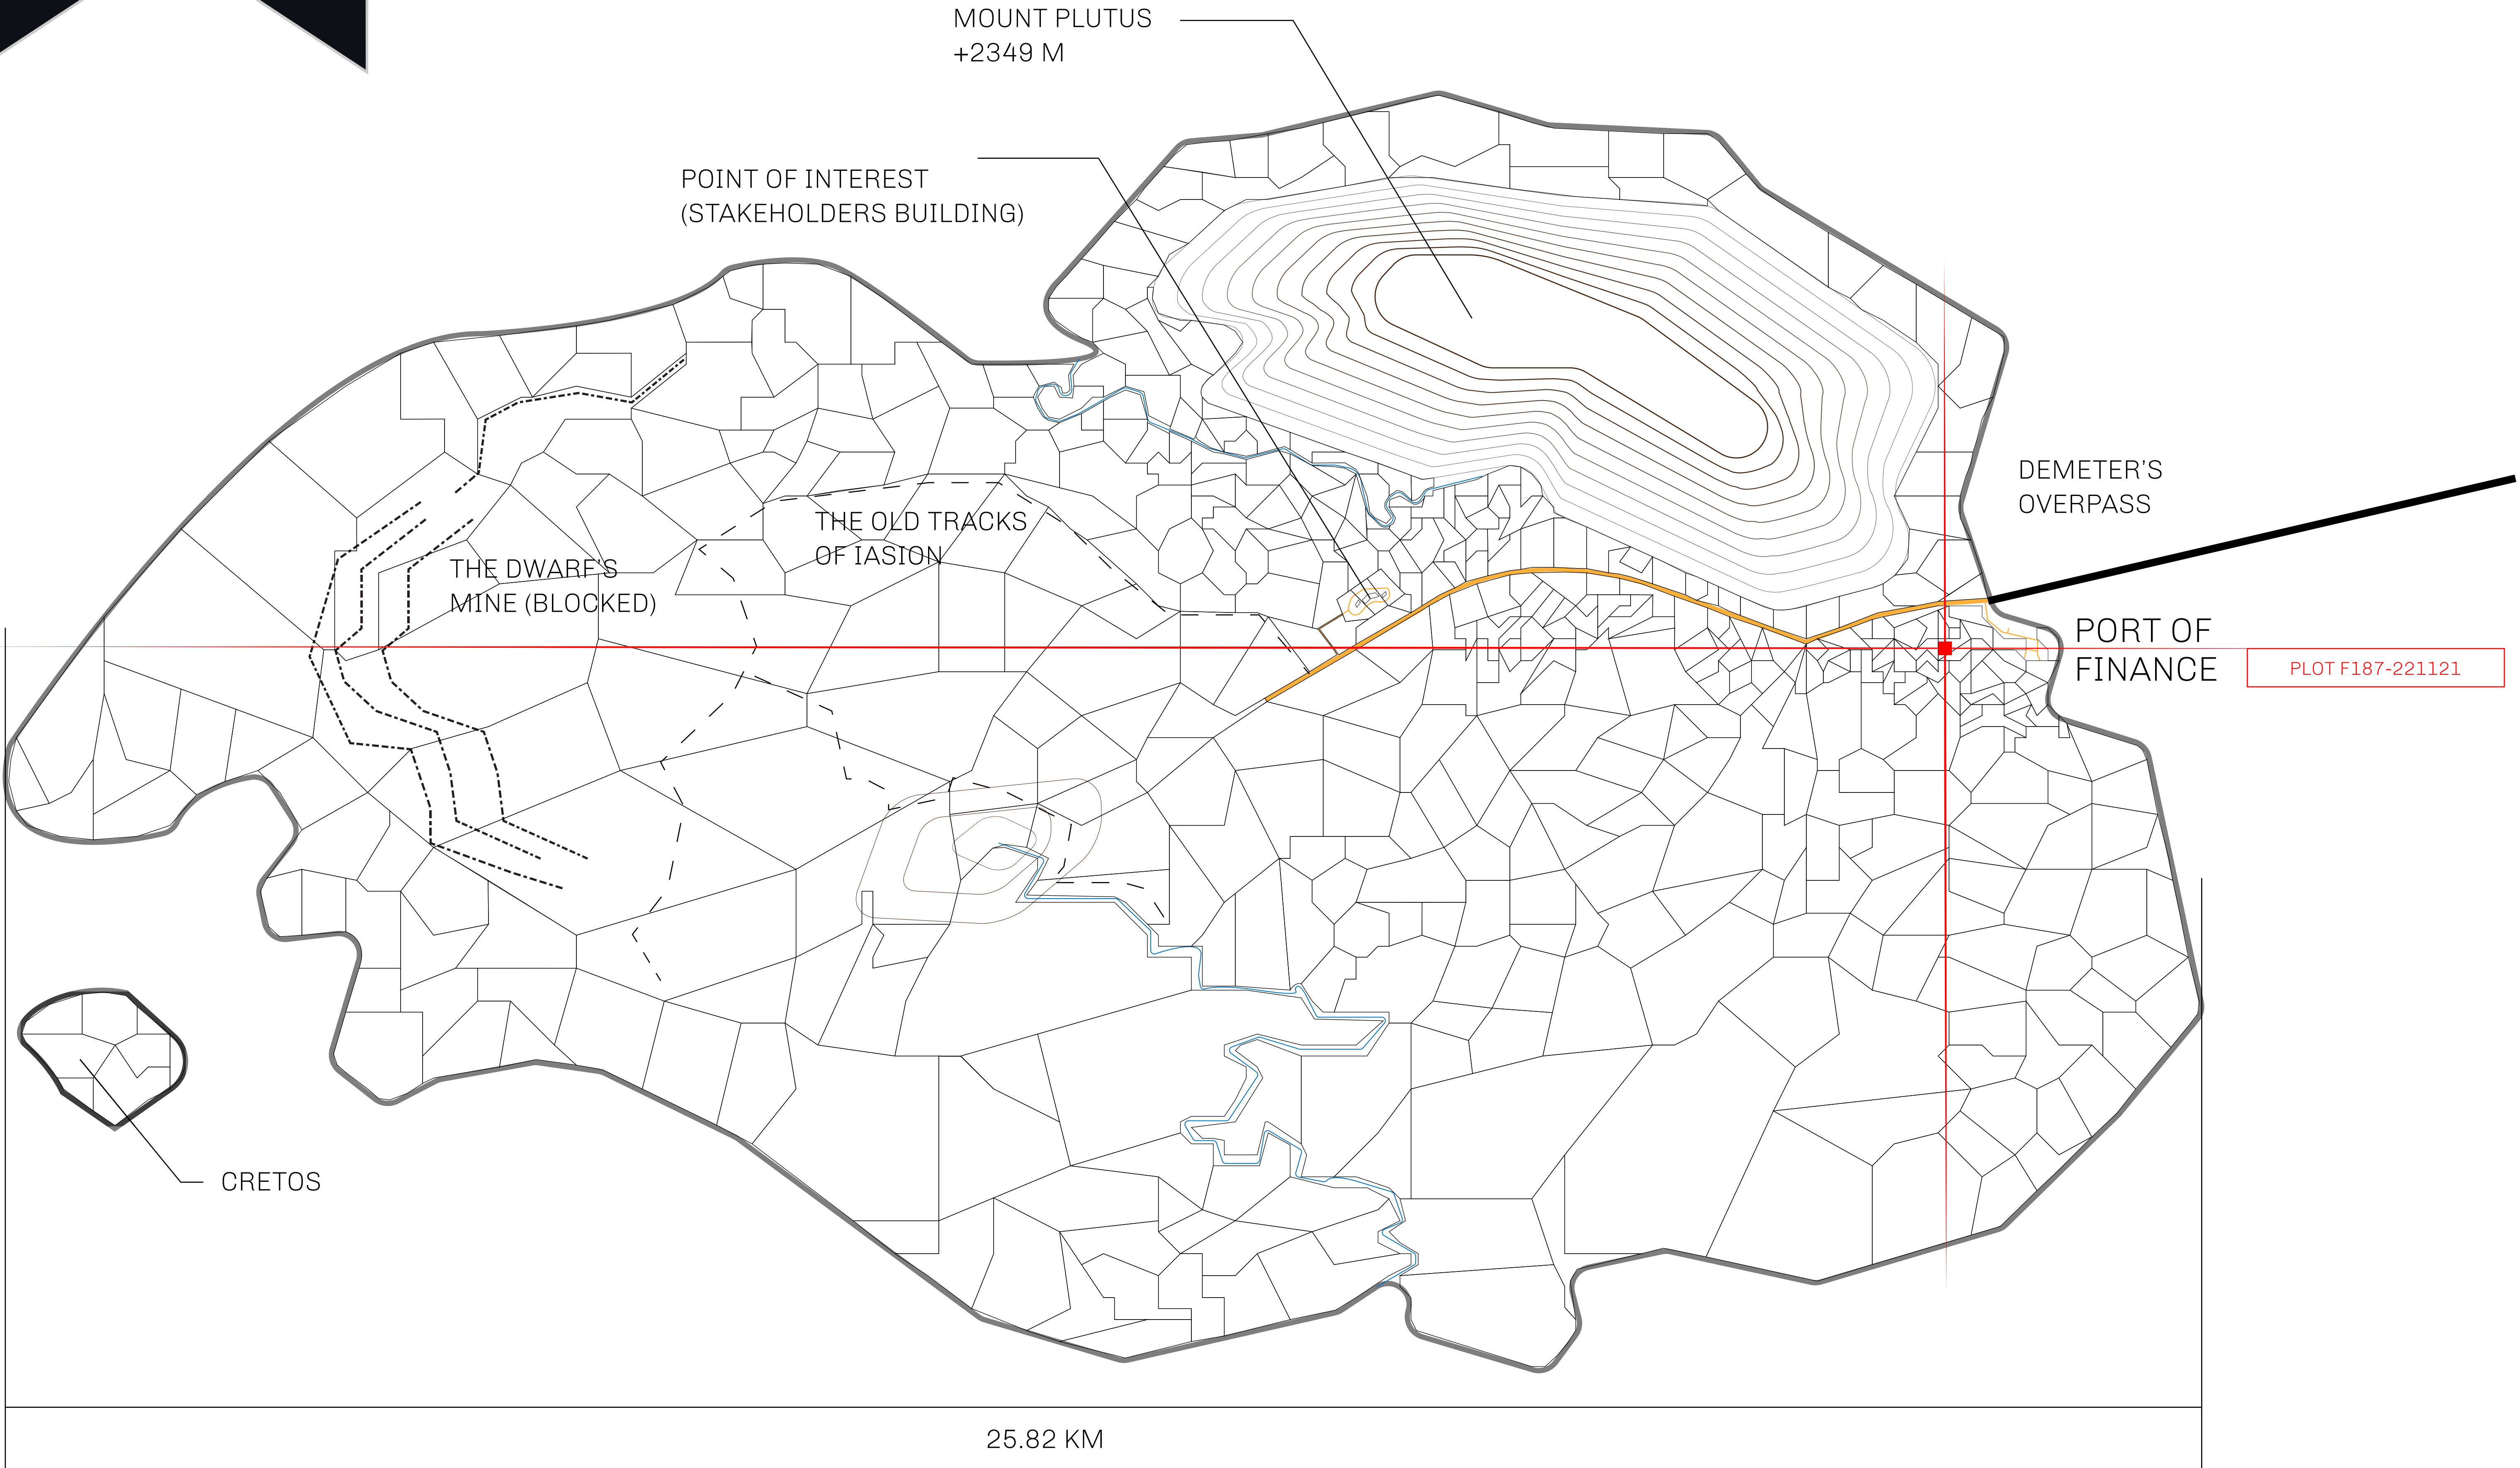 MOUNT PLUTUS
+2349 M
POINT OF INTEREST
(STAKEHOLDERS BUILDING)
DEMETER'S
OVERPASS
THE OLD TRACKS
OF IASION
THE DWARF'S
MINE (BLOCKED)
PORT OF
FINANCE
PLOT F187-221121
CRETOS
25.82 KM